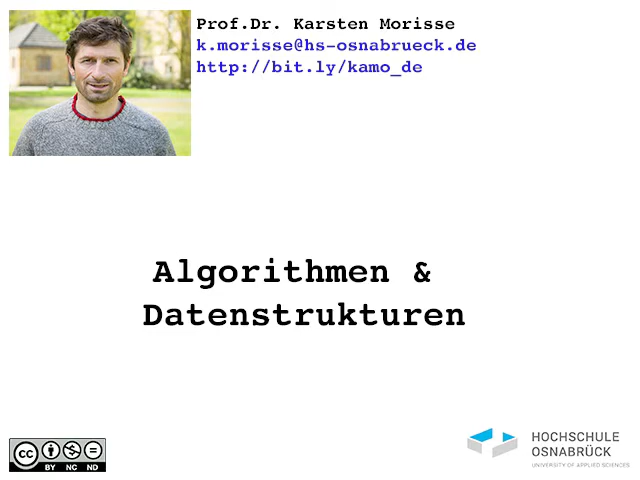 Prof.Dr. Karsten Morisse
k.morisse@hs-osnabrueck.de
http://bit.ly/kamo_de
Algorithmen &
Datenstrukturen
cc
BY NC ND
HOCHSCHULE
OSNABRÜCK
UNIVERSITY OF APPLIED SCIENCES